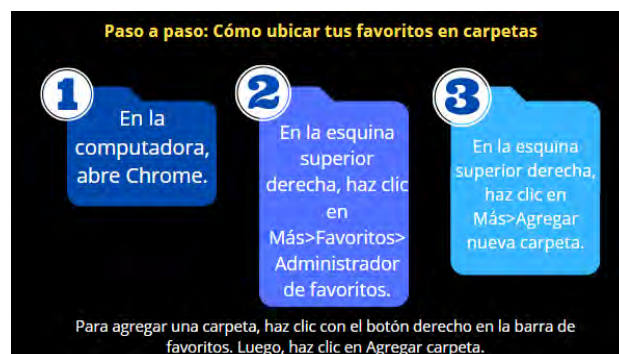 Paso a paso: Cómo ubicar tus favoritos en carpetas
1
En la
computadora,
abre Chrome.
2
En la esquina
superior
derecha, haz clic
en
Más>Favoritos>
Administrador
de favoritos.
3
En la esquina
superior derecha,
haz clic en
Más>Agregar
nueva carpeta.
Para agregar una carpeta, haz clic con el botón derecho en la barra de
favoritos. Luego, haz clic en Agregar carpeta.